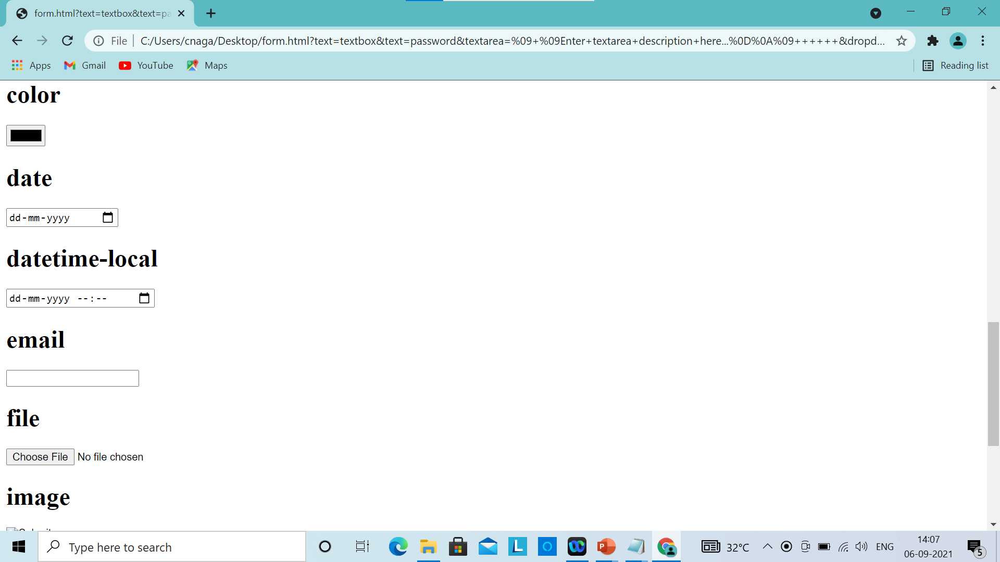 form.html?text=textbox&text=pa
File
C:/Users/cnaga/Desktop/form.html?text=textbox&text=password&textarea=%09+%09Enter+textarea+description+here...%0D%0A%09++++++&dropd...
Apps
Gmail
YouTube
Maps
Reading list
color
date
dd-mm-yyyy
datetime-local
dd-mm-yyyy --:--
email
file
Choose File No file chosen
image
Type here to search
32°C
ENG
14:07
06-09-2021
5